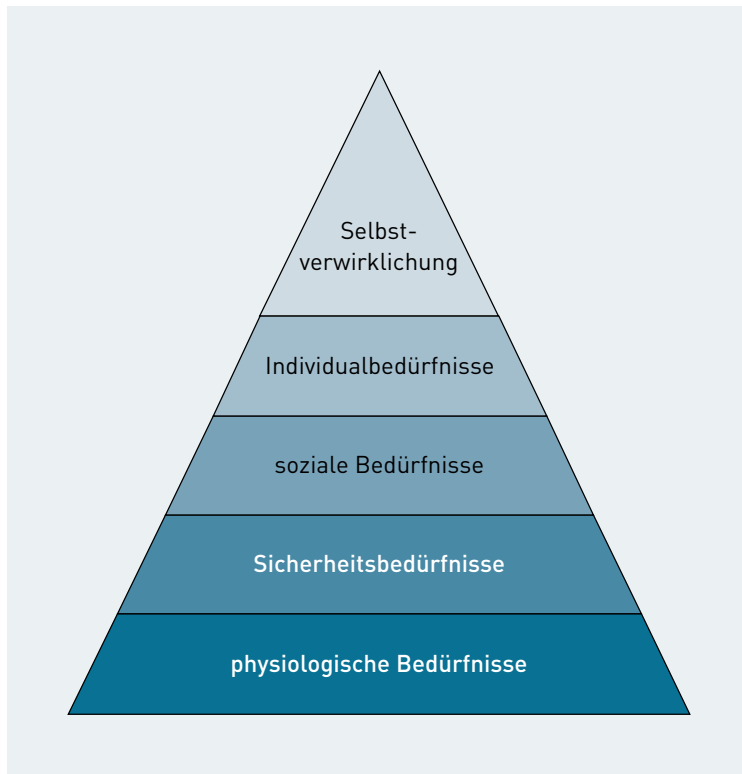 Selbst-
verwirklichung
Individualbedürfnisse
soziale Bedürfnisse
Sicherheitsbedürfnisse
physiologische Bedürfnisse